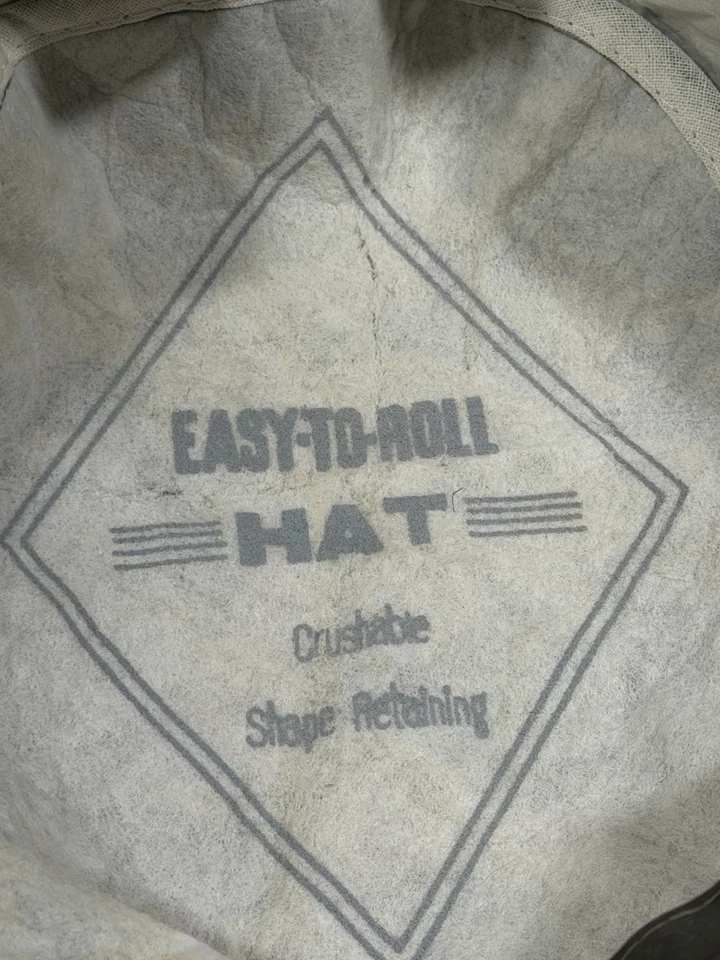 EASY-TO-ROLL
HAT
Crushable
Shape Retaining